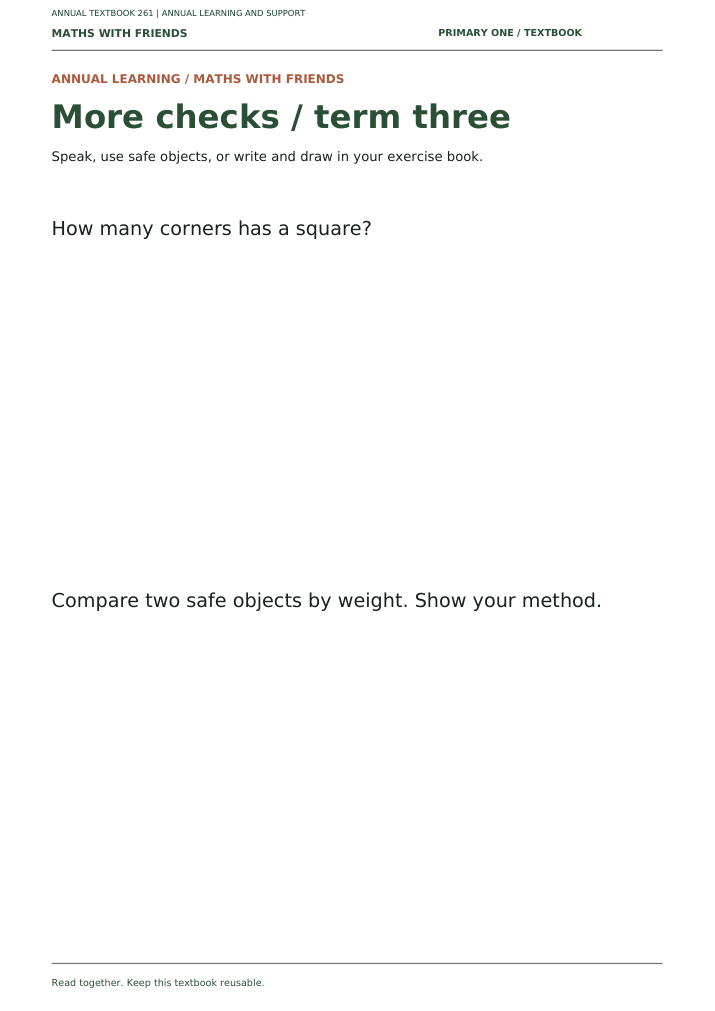 ANNUAL TEXTBOOK 261 | ANNUAL LEARNING AND SUPPORT
MATHS WITH FRIENDS
PRIMARY ONE / TEXTBOOK
ANNUAL LEARNING / MATHS WITH FRIENDS
More checks / term three
Speak, use safe objects, or write and draw in your exercise book.
How many corners has a square?
Compare two safe objects by weight. Show your method.
Read together. Keep this textbook reusable.